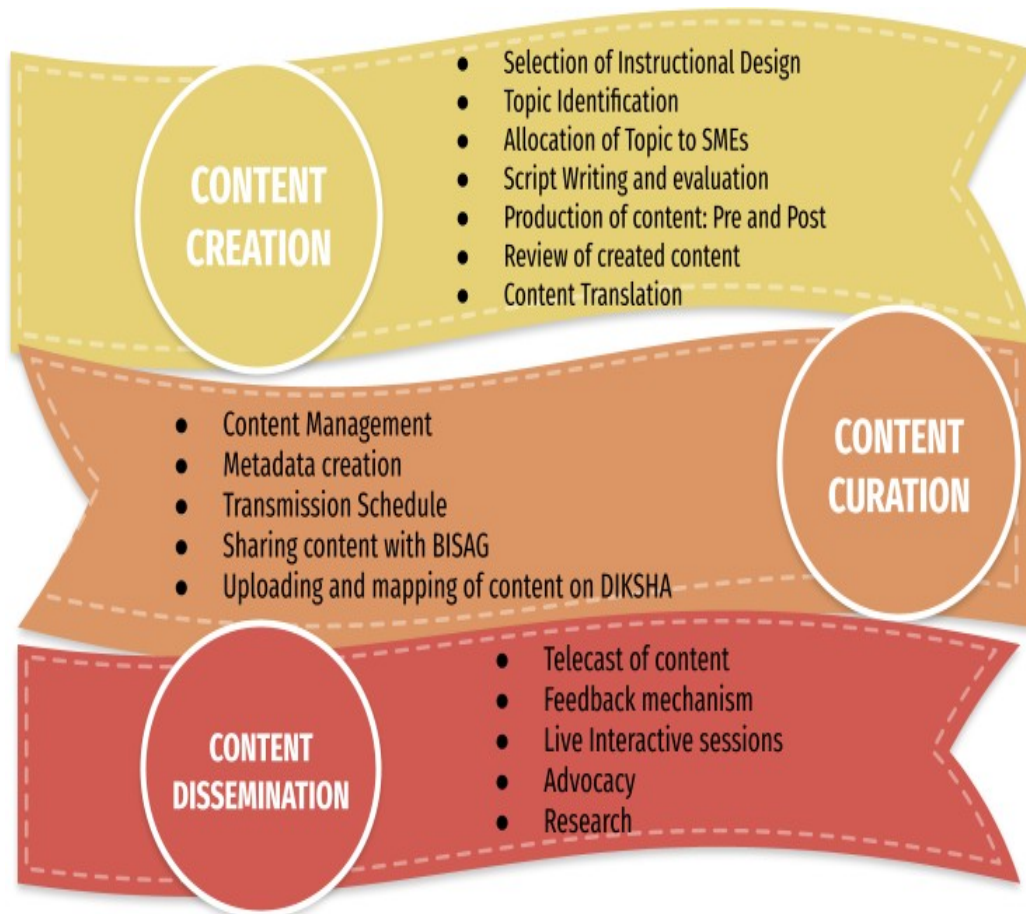 CONTENT
CREATION
● Selection of Instructional Design
● Topic Identification
● Allocation of Topic to SMEs
● Script Writing and evaluation
● Production of content: Pre and Post
● Review of created content
● Content Translation
● Content Management
● Metadata creation
● Transmission Schedule
● Sharing content with BISAG
● Uploading and mapping of content on DIKSHA
CONTENT
CURATION
CONTENT
DISSEMINATION
● Telecast of content
● Feedback mechanism
● Live Interactive sessions
● Advocacy
● Research